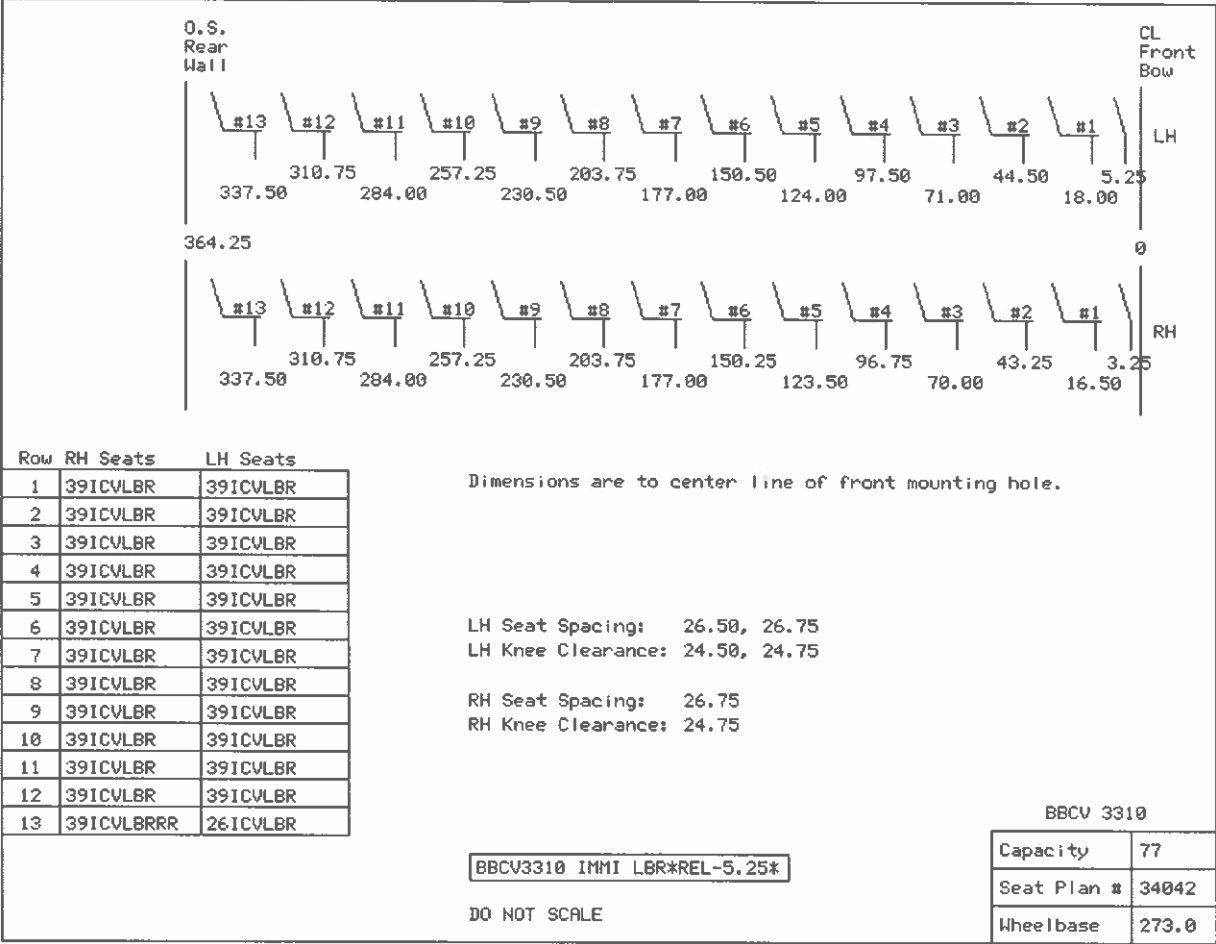 O.S.
Rear
Wall
CL
Front
Bow
#13 #12 #11 #10 #9 #8 #7 #6 #5 #4 #3 #2 #1 LH
310.75 257.25 203.75 150.50 97.50 44.50 5.25
337.50 284.00 230.50 177.00 124.00 71.00 18.00
364.25 0
#13 #12 #11 #10 #9 #8 #7 #6 #5 #4 #3 #2 #1 RH
310.75 257.25 203.75 150.25 96.75 43.25 3.25
337.50 284.00 230.50 177.00 123.50 70.00 16.50
Row RH Seats LH Seats
1 39ICVLBR 39ICVLBR
2 39ICVLBR 39ICVLBR
3 39ICVLBR 39ICVLBR
4 39ICVLBR 39ICVLBR
5 39ICVLBR 39ICVLBR
6 39ICVLBR 39ICVLBR
7 39ICVLBR 39ICVLBR
8 39ICVLBR 39ICVLBR
9 39ICVLBR 39ICVLBR
10 39ICVLBR 39ICVLBR
11 39ICVLBR 39ICVLBR
12 39ICVLBR 39ICVLBR
13 39ICVLBRRR 26ICVLBR
Dimensions are to center line of front mounting hole.
LH Seat Spacing: 26.50, 26.75
LH Knee Clearance: 24.50, 24.75
RH Seat Spacing: 26.75
RH Knee Clearance: 24.75
BBCV3310 IMMI LBR*REL-5.25*
DO NOT SCALE
BBCV 3310
Capacity 77
Seat Plan # 34042
Wheelbase 273.0